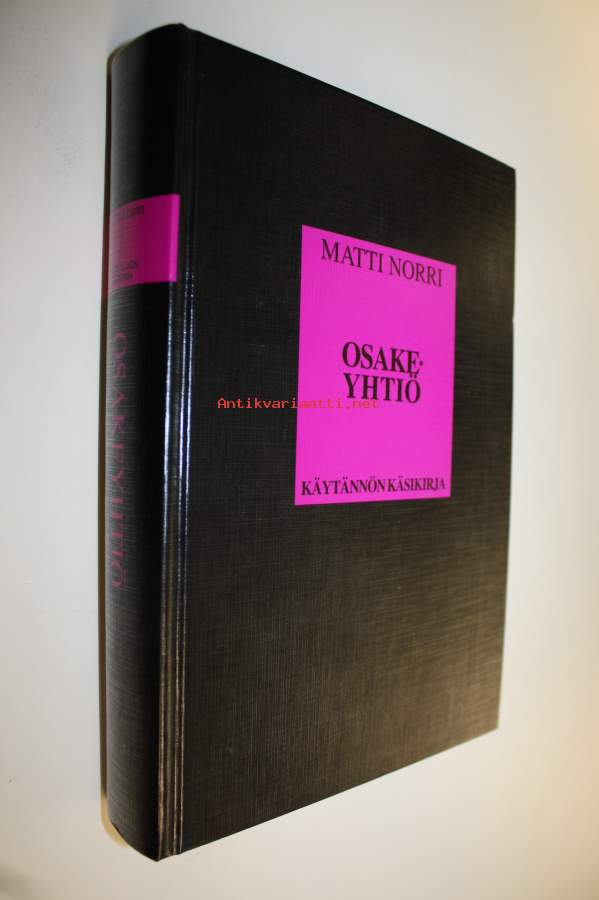 MATTI NORRI
OSAKE-
YHTIÖ
Antikvariaatti.net
KÄYTÄNNÖN KÄSIKIRJA
OSAKEYHTIÖ